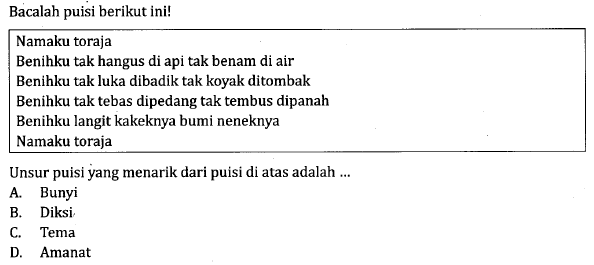 Bacalah puisi berikut ini!
Namaku toraja
Benihku tak hangus di api tak benam di air
Benihku tak luka dibadik tak koyak ditombak
Benihku tak tebas dipedang tak tembus dipanah
Benihku langit kakeknya bumi neneknya
Namaku toraja
Unsur puisi yang menarik dari puisi di atas adalah ...
A. Bunyi
B. Diksi
C. Tema
D. Amanat